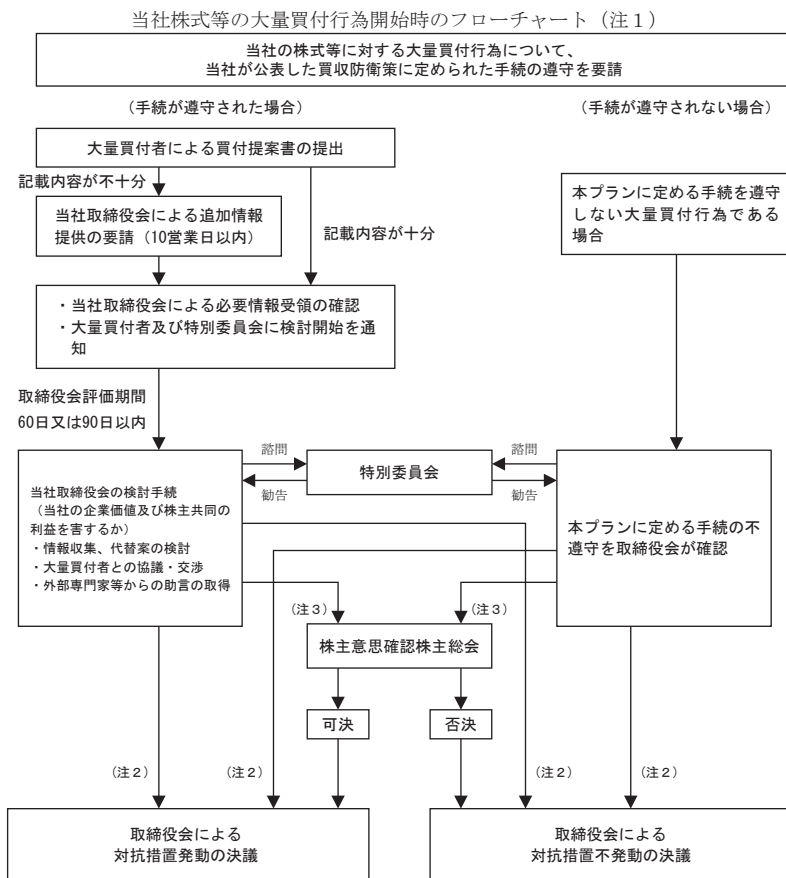 当社株式等の大量買付行為開始時のフローチャート（注１）
当社の株式等に対する大量買付行為について、
当社が公表した買収防衛策に定められた手続の遵守を要請
（手続が遵守された場合）
（手続が遵守されない場合）
大量買付者による買付提案書の提出
記載内容が不十分
当社取締役会による追加情報
提供の要請（10営業日以内）
記載内容が十分
本プランに定める手続を遵守
しない大量買付行為である
場合
・当社取締役会による必要情報受領の確認
・大量買付者及び特別委員会に検討開始を通
知
取締役会評価期間
60日又は90日以内
諮問
特別委員会
諮問
勧告
勧告
当社取締役会の検討手続
（当社の企業価値及び株主共同の
利益を害するか）
・情報収集、代替案の検討
・大量買付者との協議・交渉
・外部専門家等からの助言の取得
本プランに定める手続の不
遵守を取締役会が確認
（注３）
（注３）
株主意思確認株主総会
可決
否決
（注２）
（注２）
（注２）
（注２）
取締役会による
対抗措置発動の決議
取締役会による
対抗措置不発動の決議